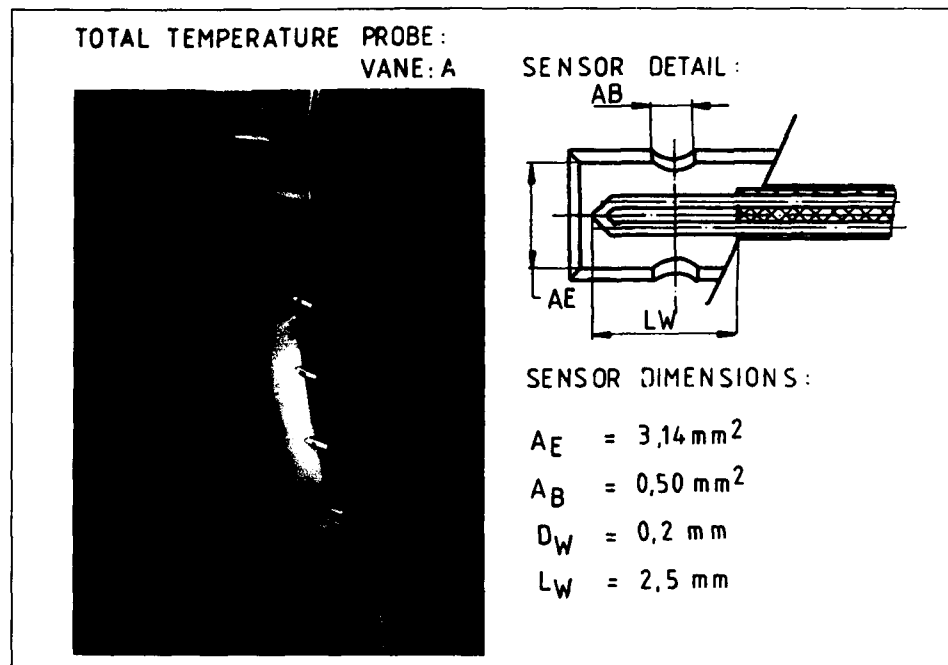 TOTAL TEMPERATURE PROBE:
VANE: A
SENSOR DETAIL:
AB
AE
LW
SENSOR DIMENSIONS:
AE = 3,14 mm2
AB = 0,50 mm2
DW = 0,2 mm
LW = 2,5 mm